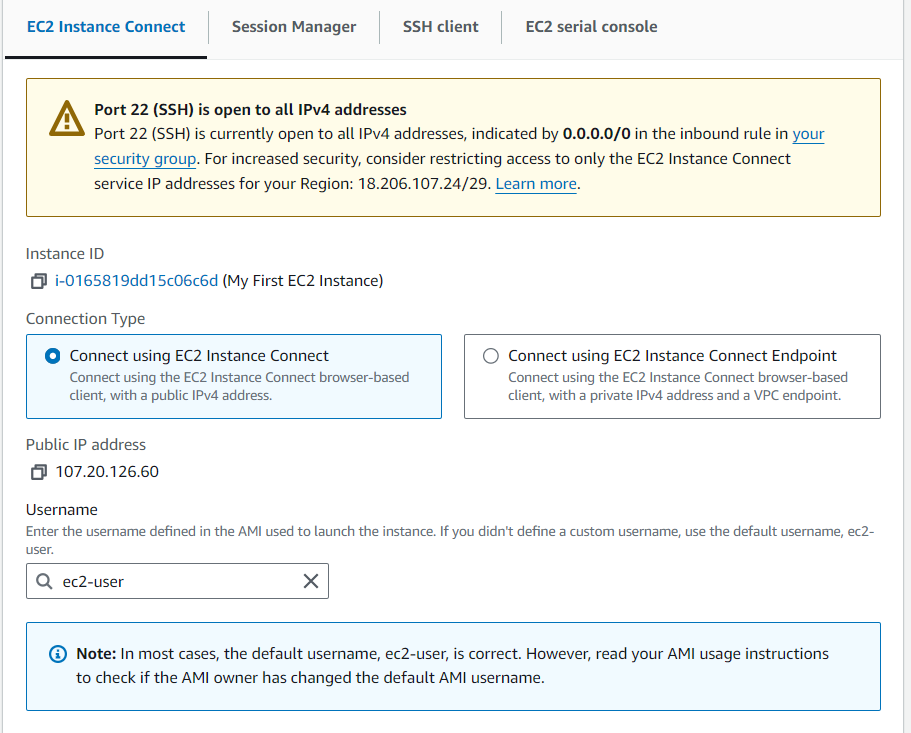 EC2 Instance Connect Session Manager SSH client EC2 serial console
Port 22 (SSH) is open to all IPv4 addresses
Port 22 (SSH) is currently open to all IPv4 addresses, indicated by 0.0.0.0/0 in the inbound rule in your
security group. For increased security, consider restricting access to only the EC2 Instance Connect
service IP addresses for your Region: 18.206.107.24/29. Learn more.
Instance ID
i-0165819dd15c06c6d (My First EC2 Instance)
Connection Type
Connect using EC2 Instance Connect
Connect using the EC2 Instance Connect browser-based
client, with a public IPv4 address.
Connect using EC2 Instance Connect Endpoint
Connect using the EC2 Instance Connect browser-based
client, with a private IPv4 address and a VPC endpoint.
Public IP address
107.20.126.60
Username
Enter the username defined in the AMI used to launch the instance. If you didn't define a custom username, use the default username, ec2-
user.
ec2-user
Note: In most cases, the default username, ec2-user, is correct. However, read your AMI usage instructions
to check if the AMI owner has changed the default AMI username.